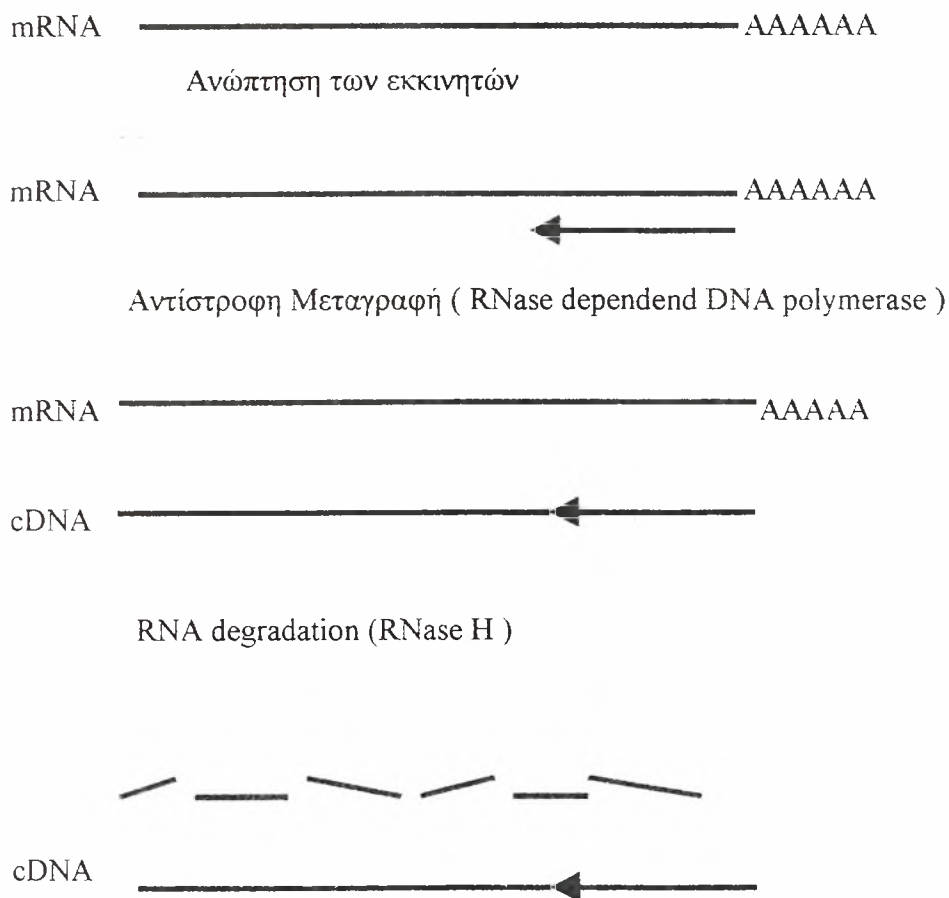 mRNA AAAAAA
Ανώπτηση των εκκινητών
mRNA AAAAAA
Αντίστροφη Μεταγραφή ( RNase dependend DNA polymerase )
mRNA AAAAA
cDNA
RNA degradation (RNase H )
cDNA